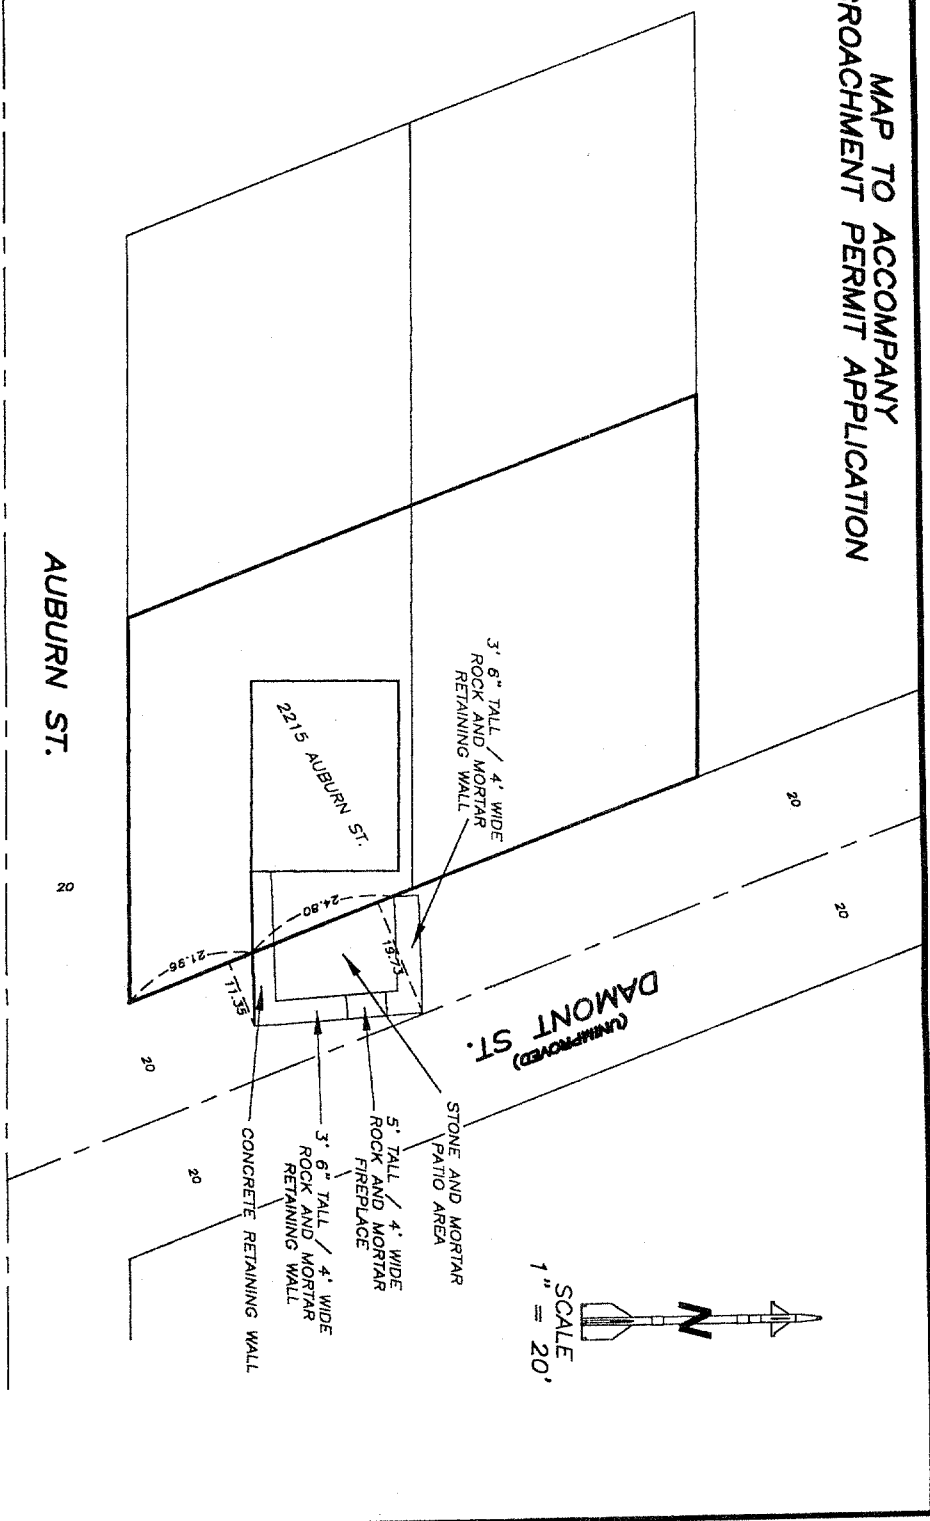 MAP TO ACCOMPANY
ROACHMENT PERMIT APPLICATION
3' 6" TALL / 4' WIDE
ROCK AND MORTAR
RETAINING WALL
2215 AUBURN ST.
AUBURN ST.
20
20
20
24.80
19.73
21.96
11.35
20
20
DAMONT ST.
(UNIMPROVED)
STONE AND MORTAR
PATIO AREA
5' TALL / 4' WIDE
ROCK AND MORTAR
FIREPLACE
3' 6" TALL / 4' WIDE
ROCK AND MORTAR
RETAINING WALL
CONCRETE RETAINING WALL
N
SCALE
1" = 20'